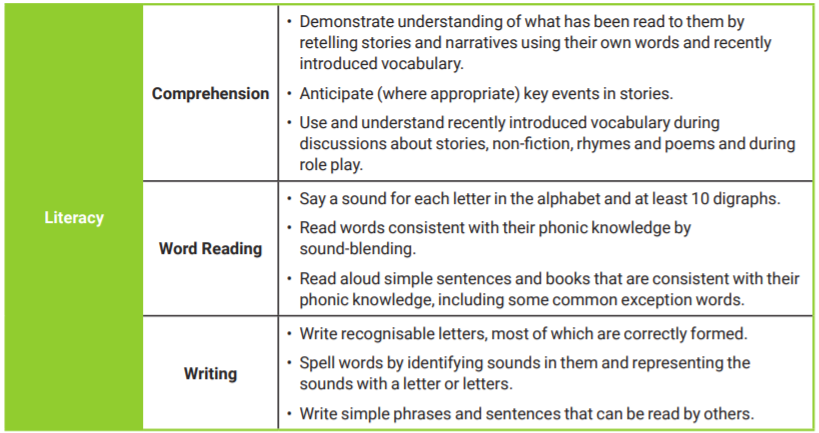 Literacy
Comprehension
• Demonstrate understanding of what has been read to them by
retelling stories and narratives using their own words and recently
introduced vocabulary.
• Anticipate (where appropriate) key events in stories.
• Use and understand recently introduced vocabulary during
discussions about stories, non-fiction, rhymes and poems and during
role play.
Word Reading
• Say a sound for each letter in the alphabet and at least 10 digraphs.
• Read words consistent with their phonic knowledge by
sound-blending.
• Read aloud simple sentences and books that are consistent with their
phonic knowledge, including some common exception words.
Writing
• Write recognisable letters, most of which are correctly formed.
• Spell words by identifying sounds in them and representing the
sounds with a letter or letters.
• Write simple phrases and sentences that can be read by others.